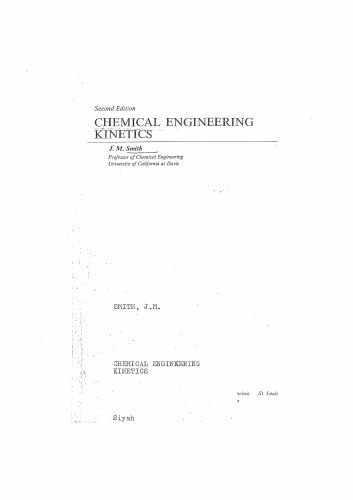 Second Edition
CHEMICAL ENGINEERING
KINETICS
J. M. Smith
Professor of Chemical Engineering
University of California at Davis
SMITH, J.M.
CHEMICAL ENGINEERING
KINETICS
St. Louis
Siyah